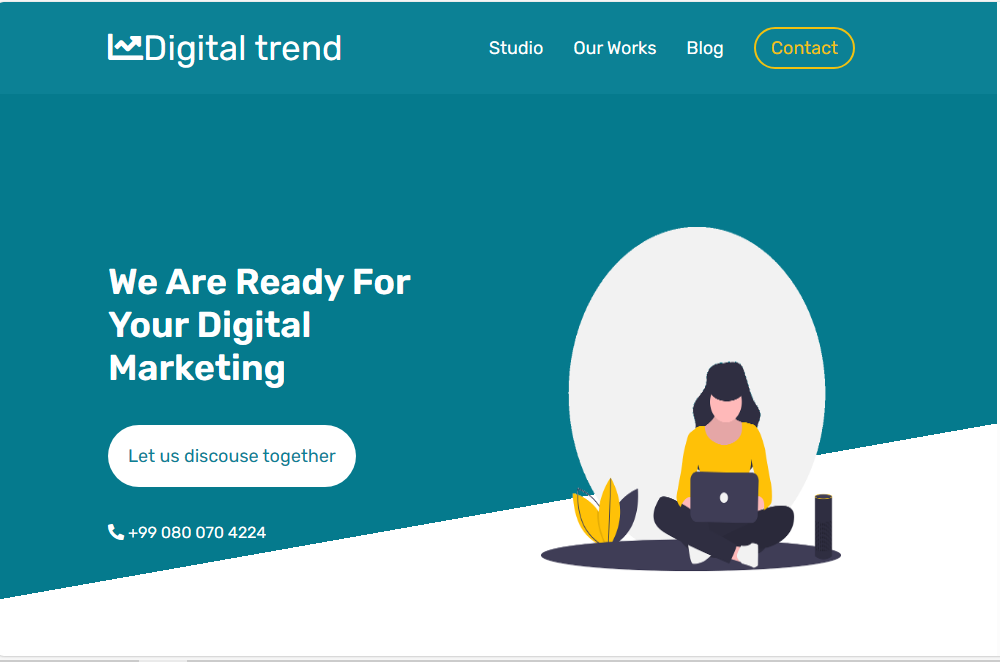 Digital trend
Studio Our Works Blog Contact
We Are Ready For
Your Digital
Marketing
Let us discouse together
+99 080 070 4224